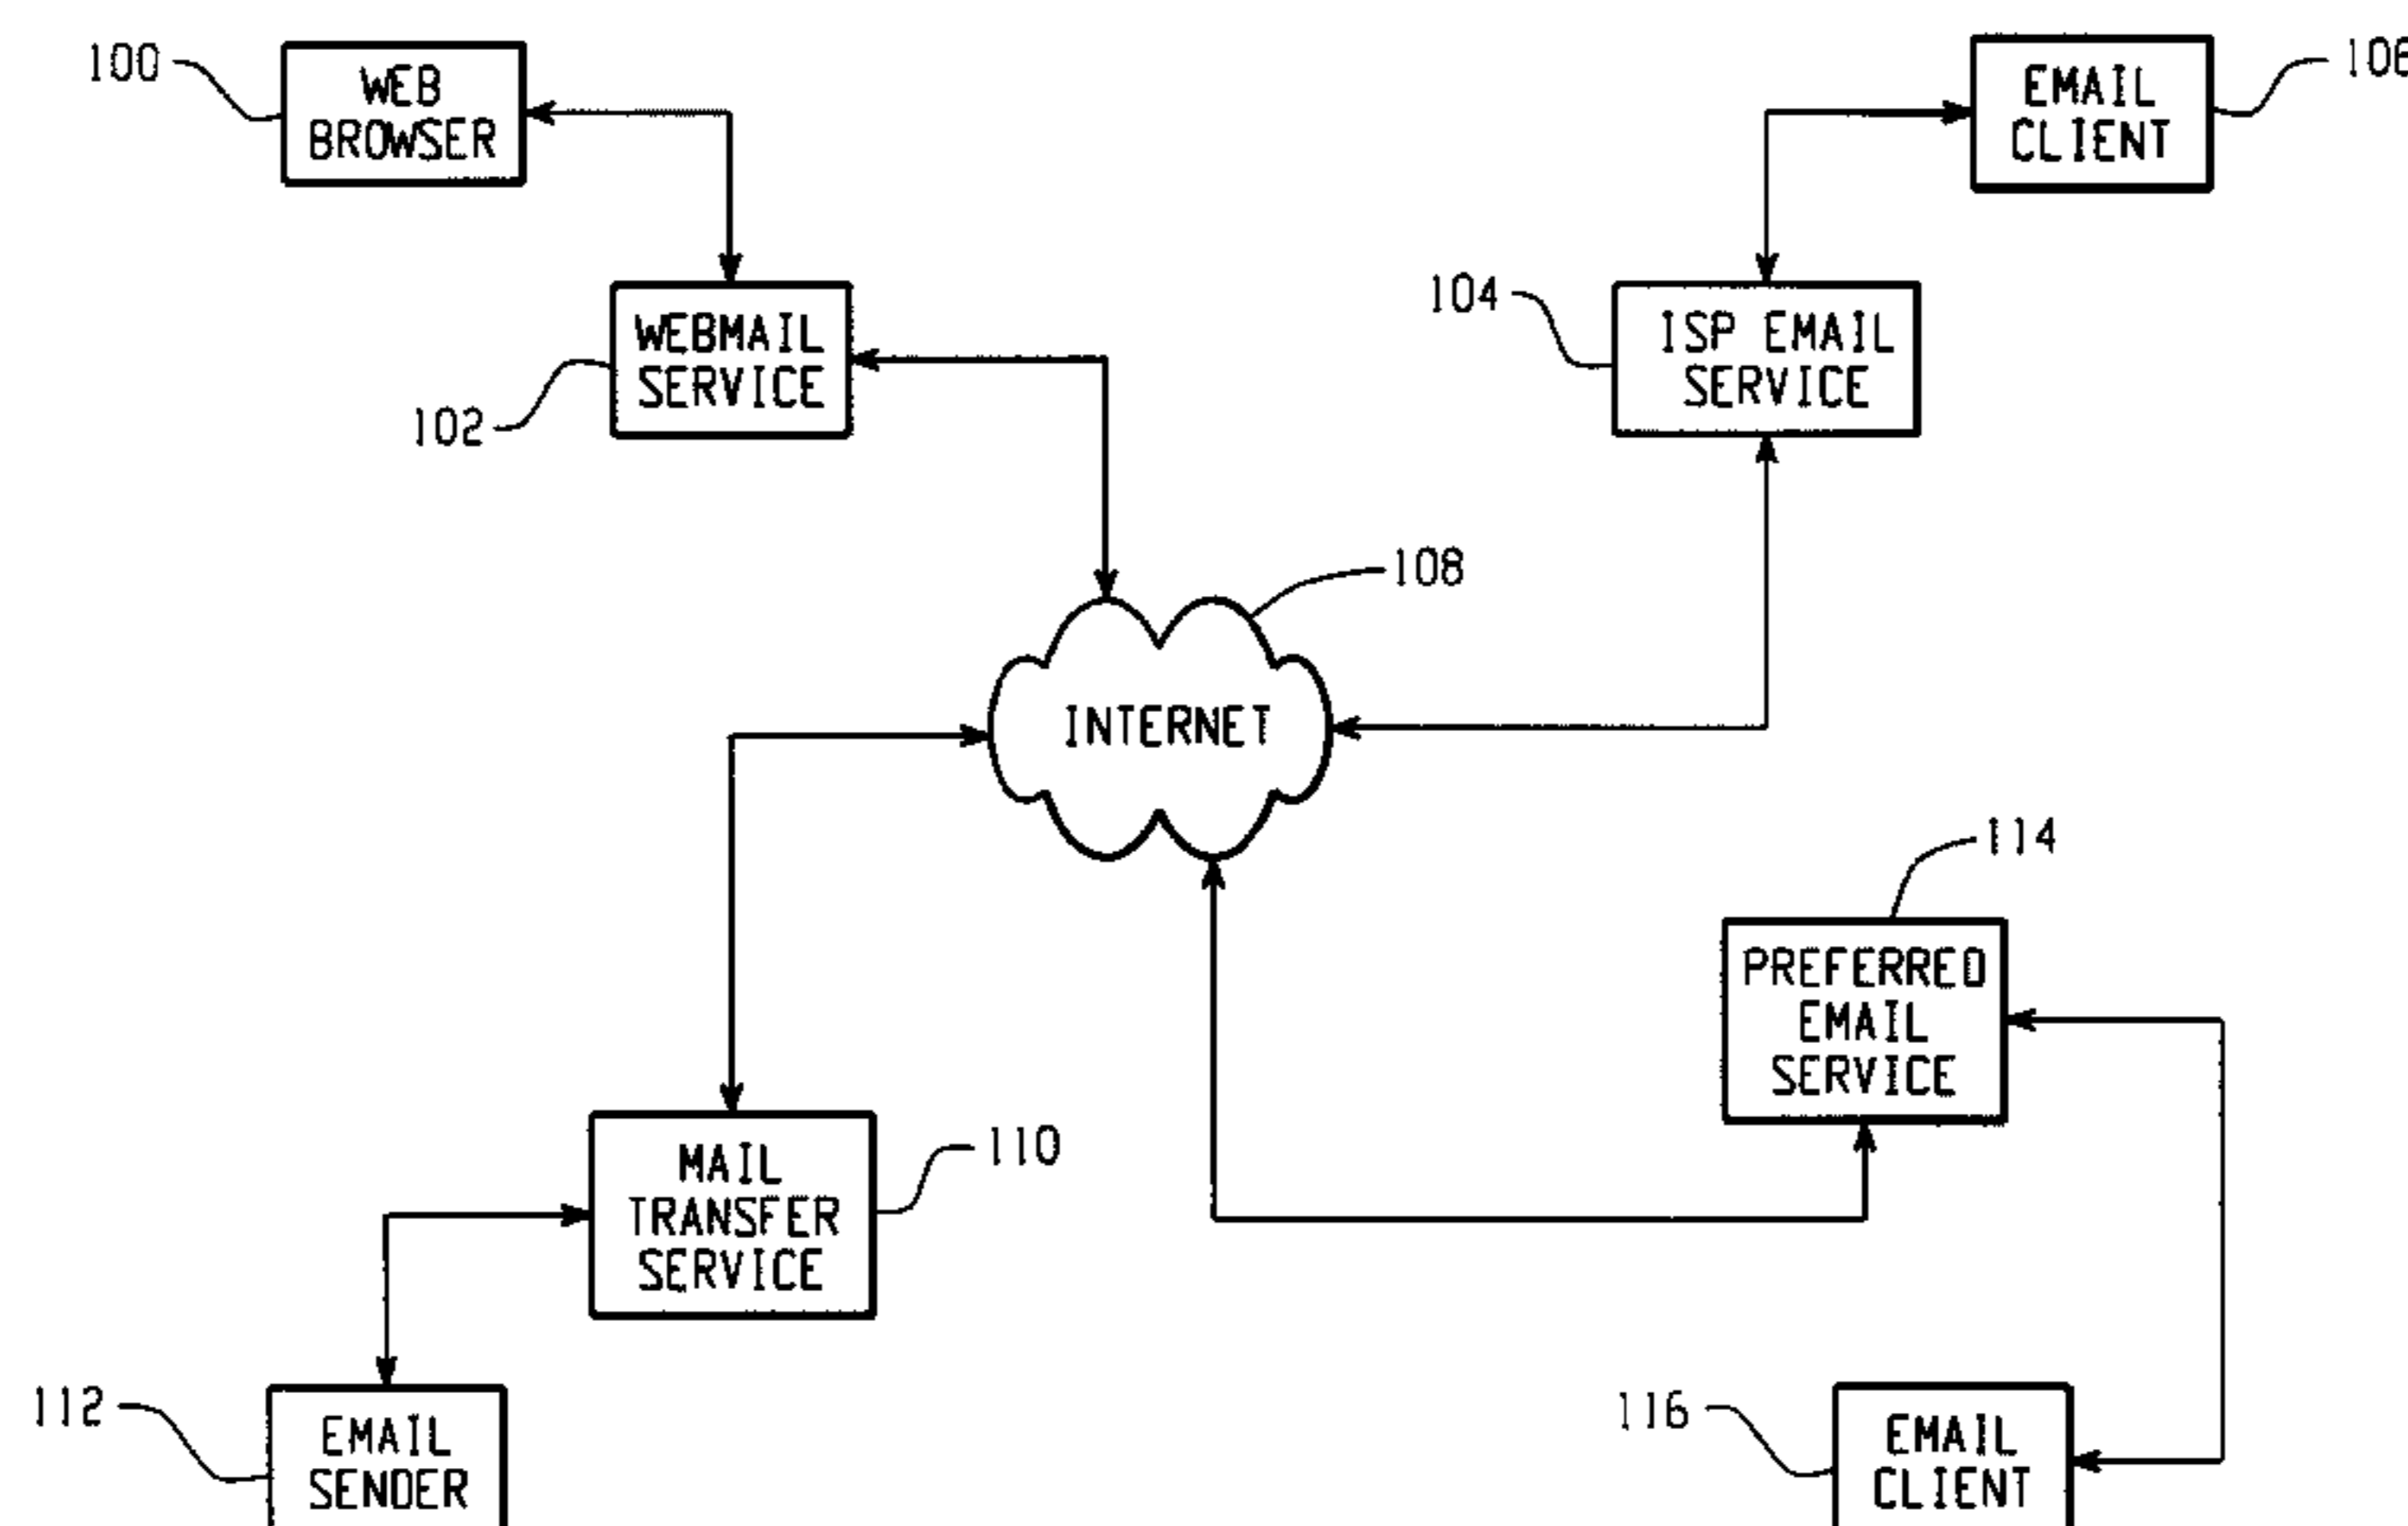 100
WEB
BROWSER
EMAIL
CLIENT
106
WEBMAIL
SERVICE
102
104
ISP EMAIL
SERVICE
108
INTERNET
114
PREFERRED
EMAIL
SERVICE
MAIL
TRANSFER
SERVICE
110
112
EMAIL
SENDER
116
EMAIL
CLIENT